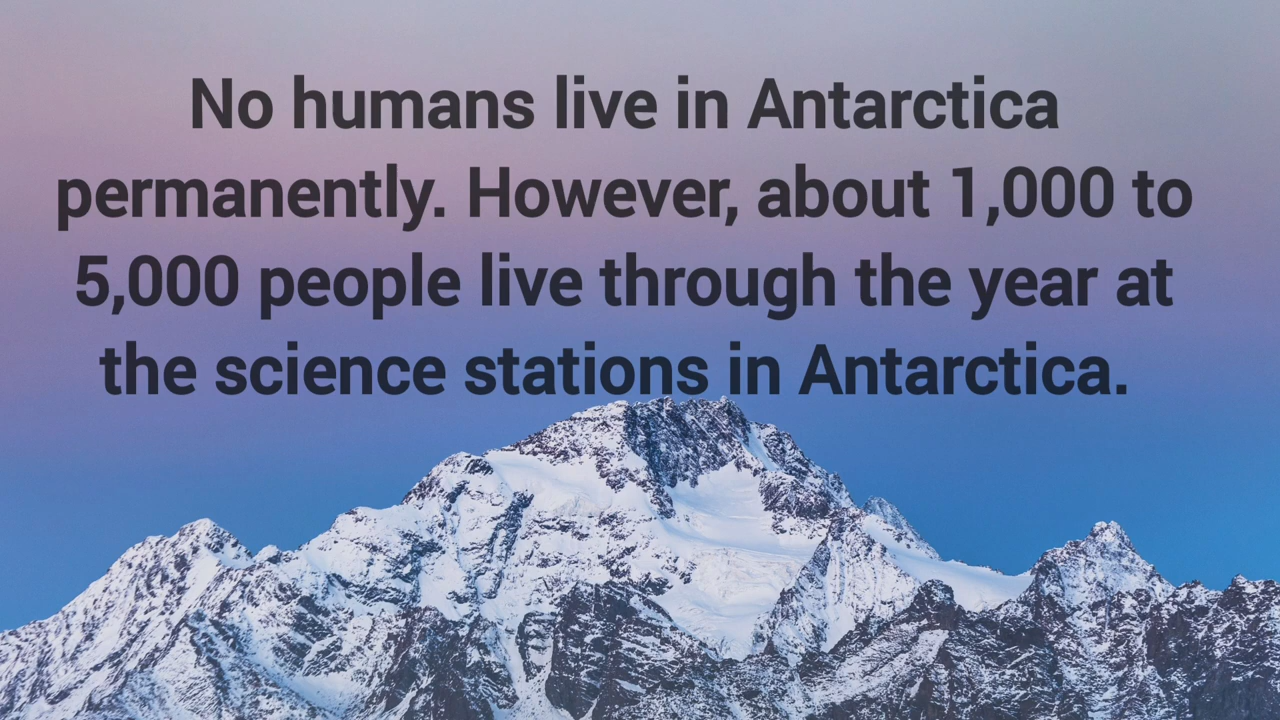 No humans live in Antarctica
permanently. However, about 1,000 to
5,000 people live through the year at
the science stations in Antarctica.